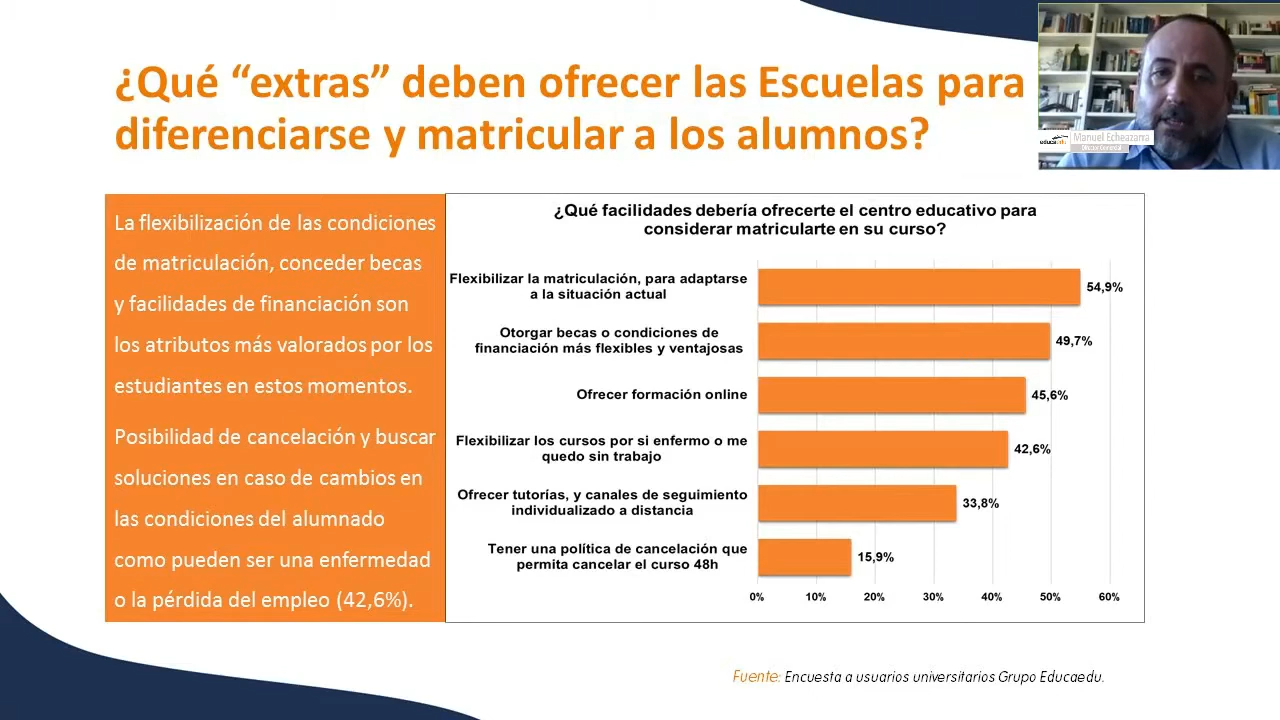 ¿Qué “extras” deben ofrecer las Escuelas para
diferenciarse y matricular a los alumnos?
educaedu
Manuel Echeazarra
Director Comercial
La flexibilización de las condiciones
de matriculación, conceder becas
y facilidades de financiación son
los atributos más valorados por los
estudiantes en estos momentos.
Posibilidad de cancelación y buscar
soluciones en caso de cambios en
las condiciones del alumnado
como pueden ser una enfermedad
o la pérdida del empleo (42,6%).
¿Qué facilidades debería ofrecerte el centro educativo para
considerar matricularte en su curso?
Flexibilizar la matriculación, para adaptarse
a la situación actual
54,9%
Otorgar becas o condiciones de
financiación más flexibles y ventajosas
49,7%
Ofrecer formación online
45,6%
Flexibilizar los cursos por si enfermo o me
quedo sin trabajo
42,6%
Ofrecer tutorías, y canales de seguimiento
individualizado a distancia
33,8%
Tener una política de cancelación que
permita cancelar el curso 48h
15,9%
0% 10% 20% 30% 40% 50% 60%
Fuente: Encuesta a usuarios universitarios Grupo Educaedu.